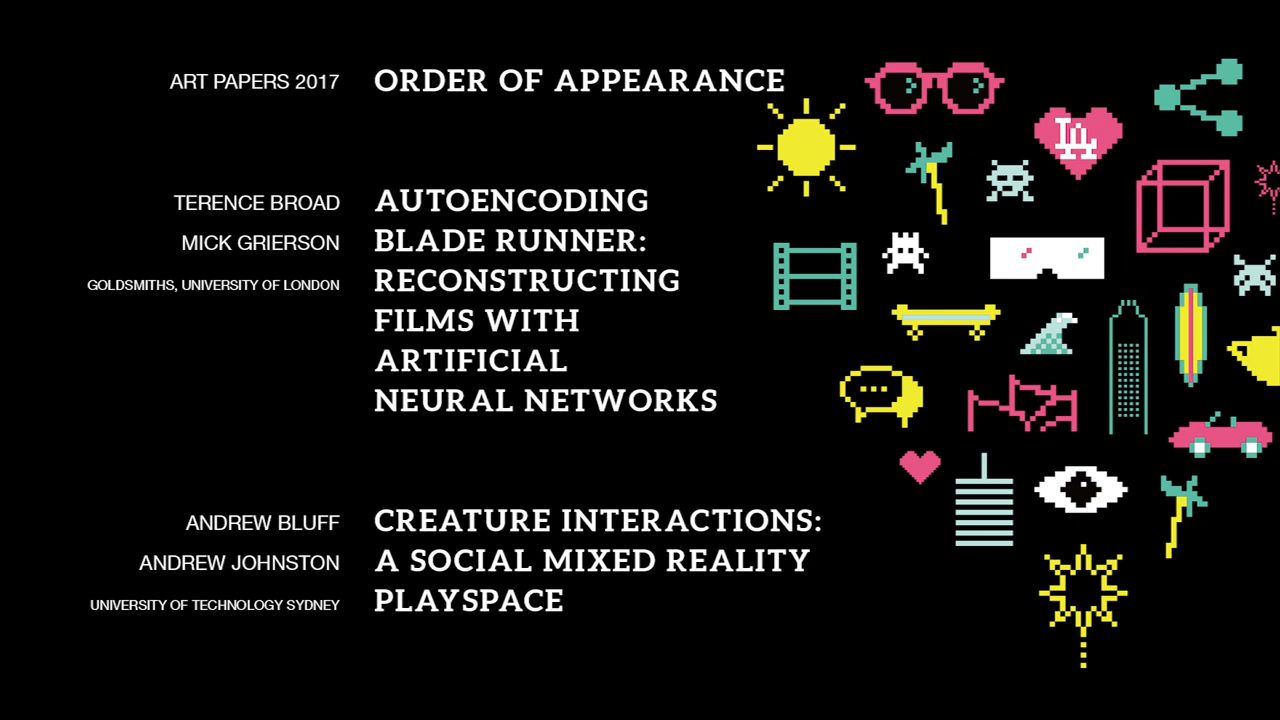 ART PAPERS 2017 ORDER OF APPEARANCE
LA
TERENCE BROAD AUTOENCODING
MICK GRIERSON BLADE RUNNER:
GOLDSMITHS, UNIVERSITY OF LONDON RECONSTRUCTING
FILMS WITH
ARTIFICIAL
NEURAL NETWORKS
ANDREW BLUFF CREATURE INTERACTIONS:
ANDREW JOHNSTON A SOCIAL MIXED REALITY
UNIVERSITY OF TECHNOLOGY SYDNEY PLAYSPACE